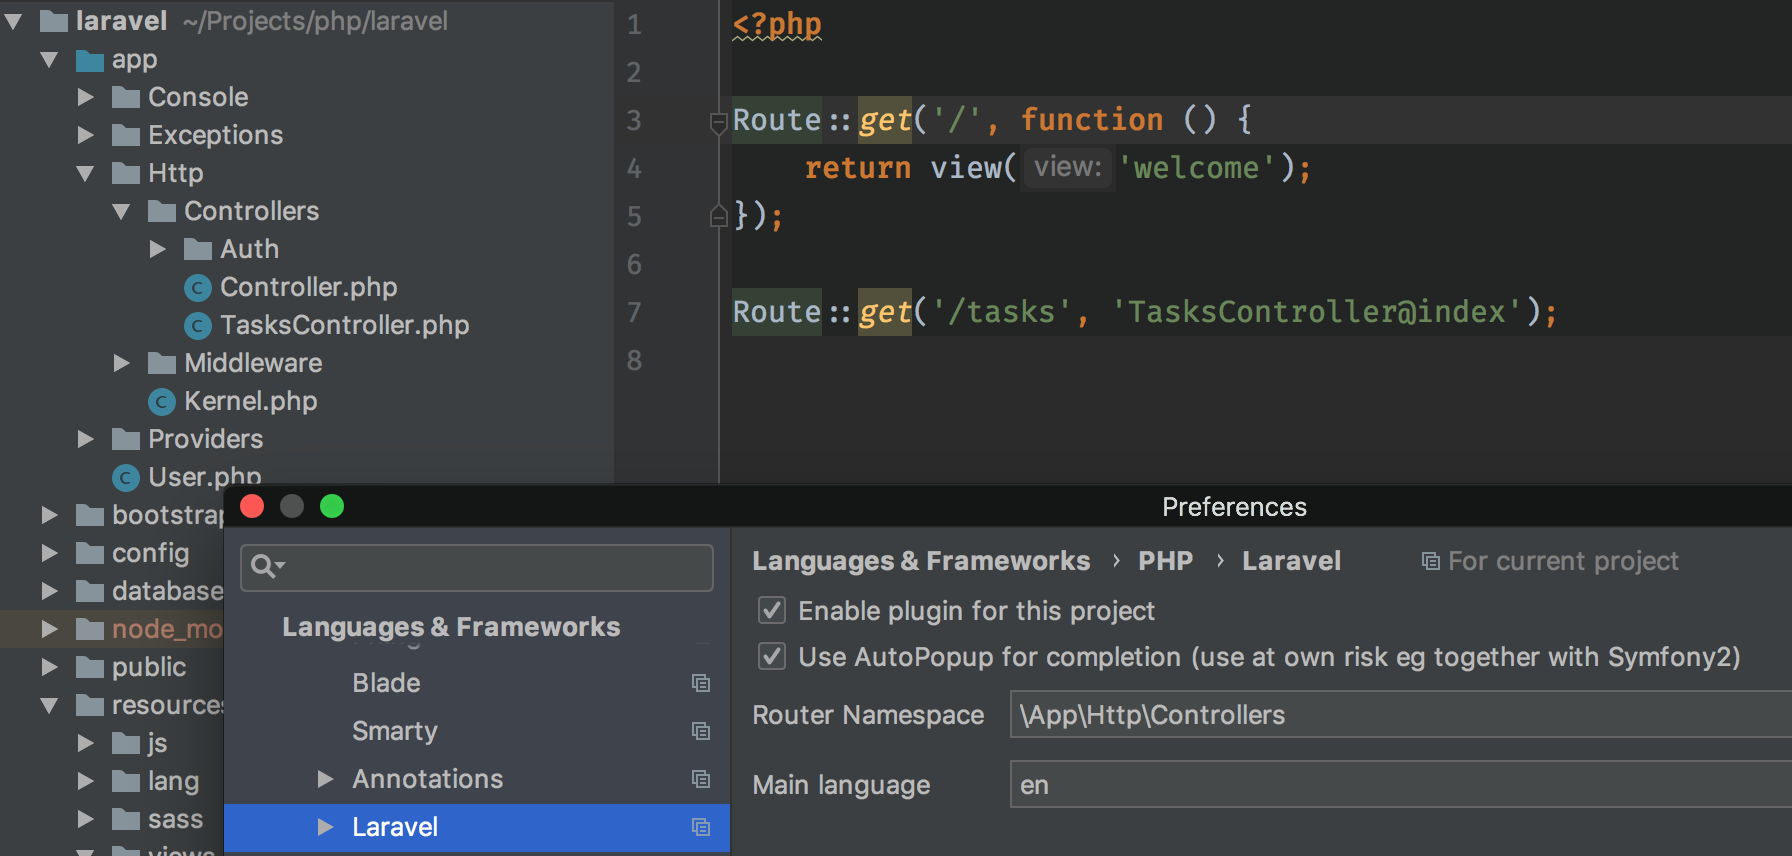 laravel ~/Projects/php/laravel
app
Console
Exceptions
Http
Controllers
Auth
Controller.php
TasksController.php
Middleware
Kernel.php
Providers
User.php
bootstrap
config
database
node_mo
public
resources
js
lang
sass
views
1 <?php
2
3 Route::get('/', function () {
4 return view( view: 'welcome');
5 });
6
7 Route::get('/tasks', 'TasksController@index');
8
Preferences
Languages & Frameworks
Blade
Smarty
Annotations
Laravel
Languages & Frameworks › PHP › Laravel For current project
Enable plugin for this project
Use AutoPopup for completion (use at own risk eg together with Symfony2)
Router Namespace \App\Http\Controllers
Main language en